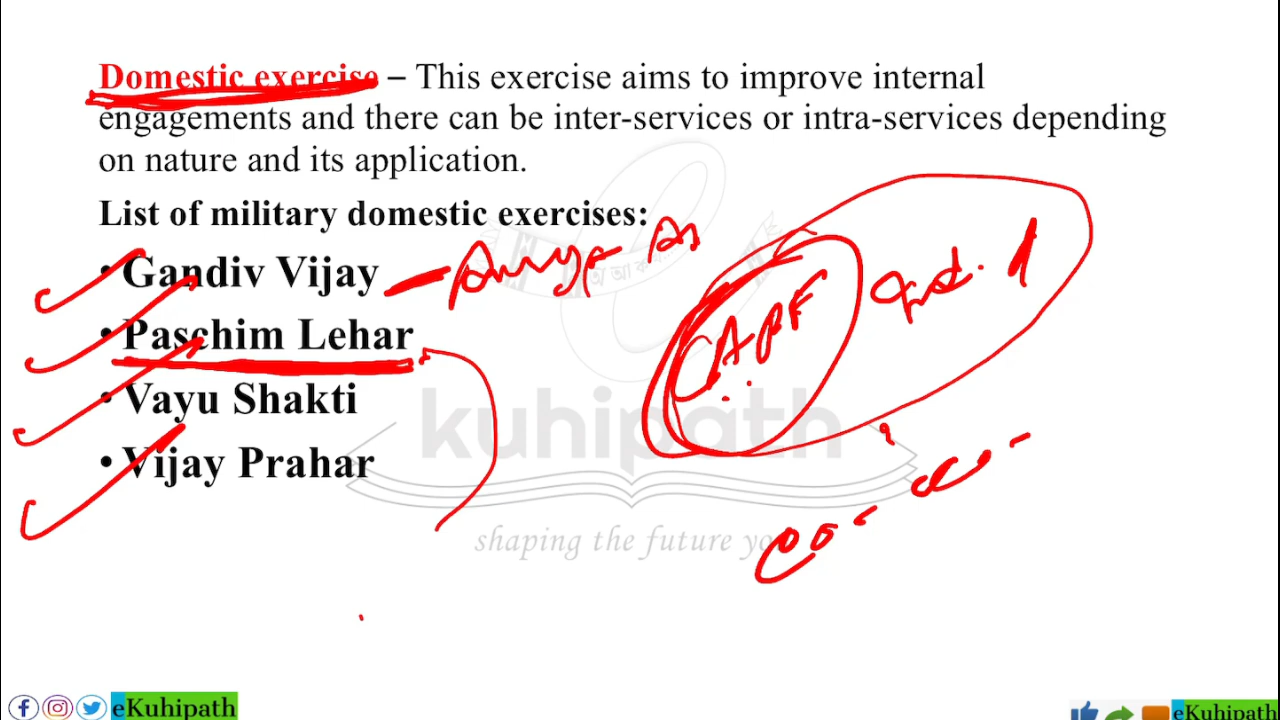 Domestic exercise – This exercise aims to improve internal
engagements and there can be inter-services or intra-services depending
on nature and its application.
List of military domestic exercises:
• Gandiv Vijay
• Paschim Lehar
• Vayu Shakti
• Vijay Prahar
CAPF
kuhipath
shaping the future yo
eKuhipath
eKuhipath